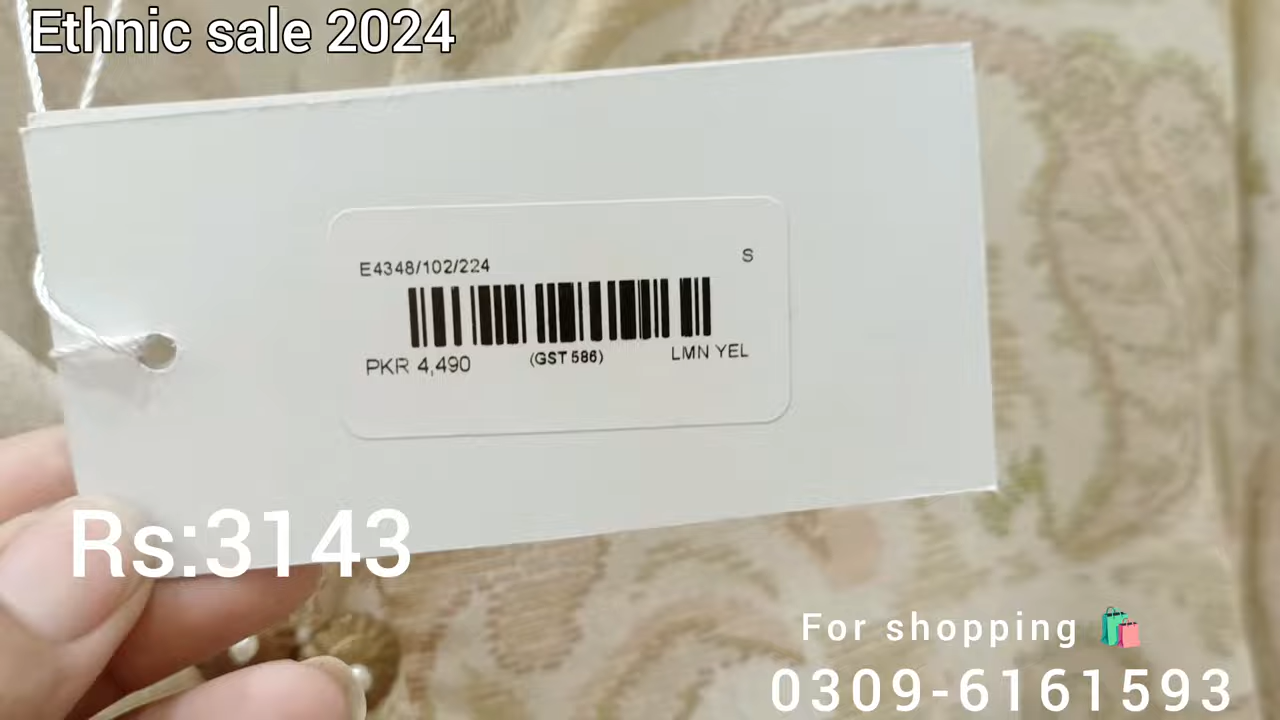 Ethnic sale 2024
E4348/102/224 S
PKR 4,490 (GST 586) LMN YEL
Rs:3143
For shopping 🛍️
0309-6161593